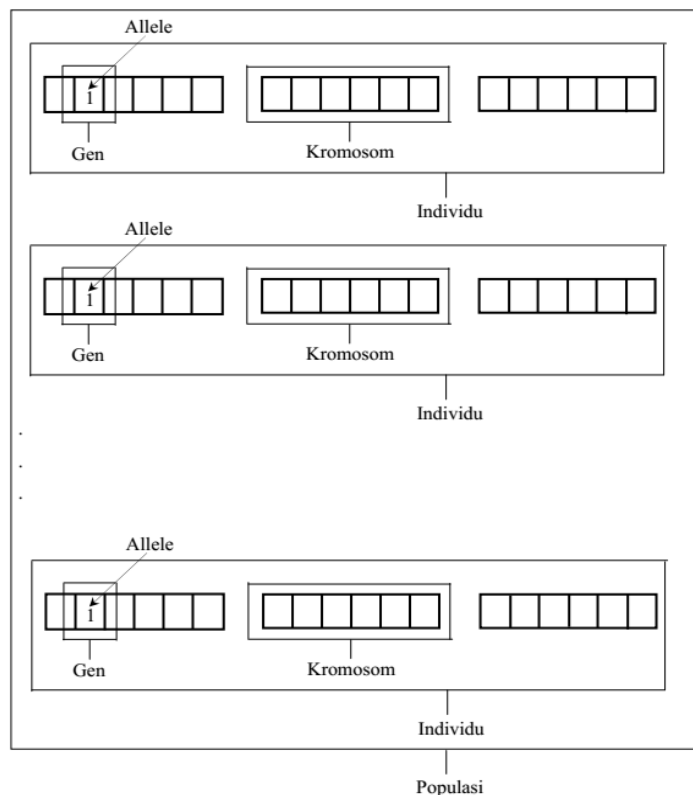 Allele
1
Gen
Kromosom
Individu
Allele
1
Gen
Kromosom
Individu
.
.
.
Allele
1
Gen
Kromosom
Individu
Populasi